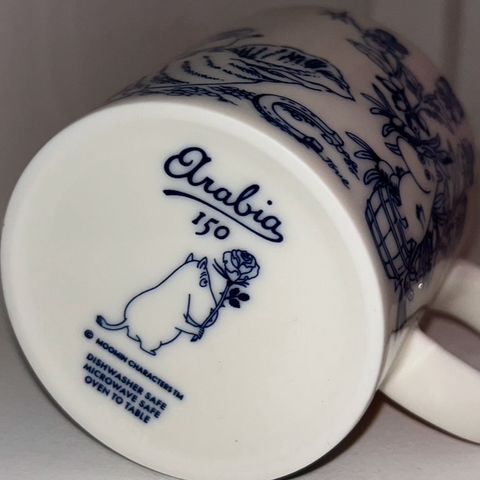 Arabia
150
© MOOMIN CHARACTERS™
DISHWASHER SAFE
MICROWAVE SAFE
OVEN TO TABLE